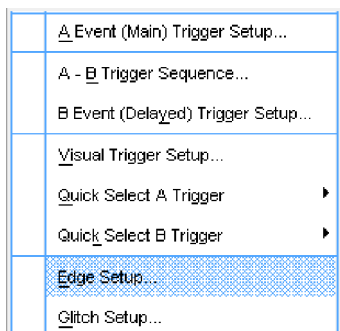 A Event (Main) Trigger Setup...
A - B Trigger Sequence...
B Event (Delayed) Trigger Setup...
Visual Trigger Setup...
Quick Select A Trigger
Quick Select B Trigger
Edge Setup...
Glitch Setup...